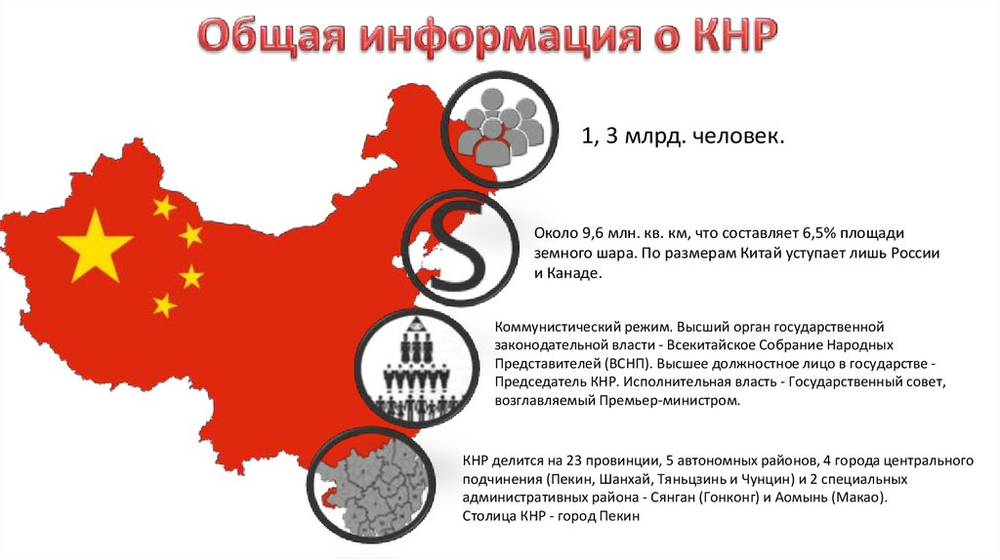 Общая информация о КНР
1, 3 млрд. человек.
Около 9,6 млн. кв. км, что составляет 6,5% площади
земного шара. По размерам Китай уступает лишь России
и Канаде.
Коммунистический режим. Высший орган государственной
законодательной власти - Всекитайское Собрание Народных
Представителей (ВСНП). Высшее должностное лицо в государстве -
Председатель КНР. Исполнительная власть - Государственный совет,
возглавляемый Премьер-министром.
КНР делится на 23 провинции, 5 автономных районов, 4 города центрального
подчинения (Пекин, Шанхай, Тяньцзинь и Чунцин) и 2 специальных
административных района - Сянган (Гонконг) и Аомынь (Макао).
Столица КНР - город Пекин
S